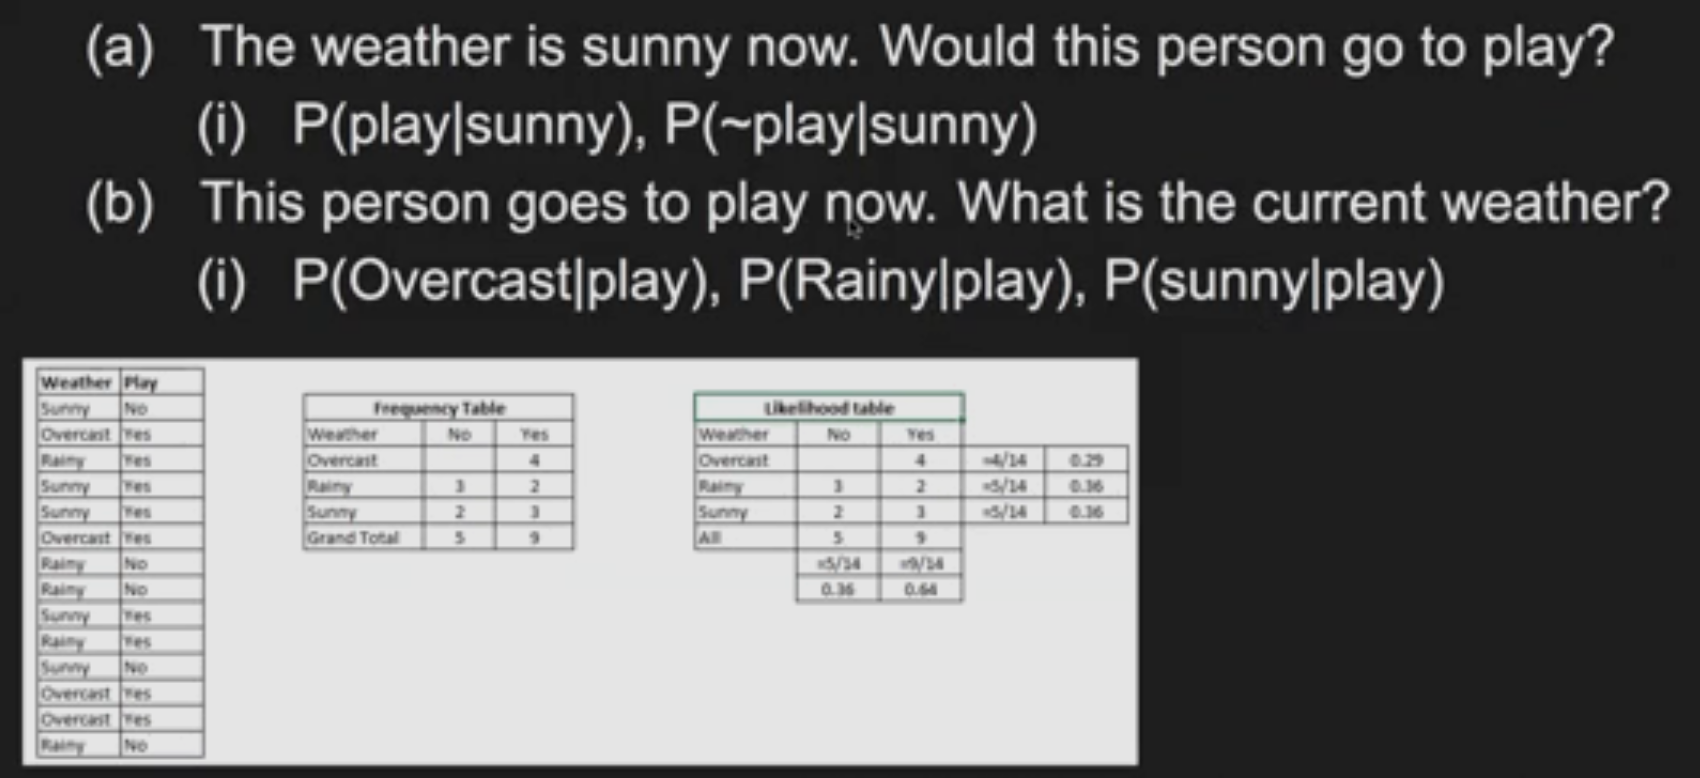 (a) The weather is sunny now. Would this person go to play?
(i) P(play|sunny), P(~play|sunny)
(b) This person goes to play now. What is the current weather?
(i) P(Overcast|play), P(Rainy|play), P(sunny|play)
Weather Play
Sunny No
Overcast Yes
Rainy Yes
Sunny Yes
Sunny Yes
Overcast Yes
Rainy No
Rainy No
Sunny Yes
Rainy Yes
Sunny No
Overcast Yes
Overcast Yes
Rainy No
Frequency Table
Weather No Yes
Overcast 4
Rainy 3 2
Sunny 2 3
Grand Total 5 9
Likelihood table
Weather No Yes
Overcast 4 =4/14 0.29
Rainy 3 2 =5/14 0.36
Sunny 2 3 =5/14 0.36
All 5 9
=5/14 =9/14
0.36 0.64